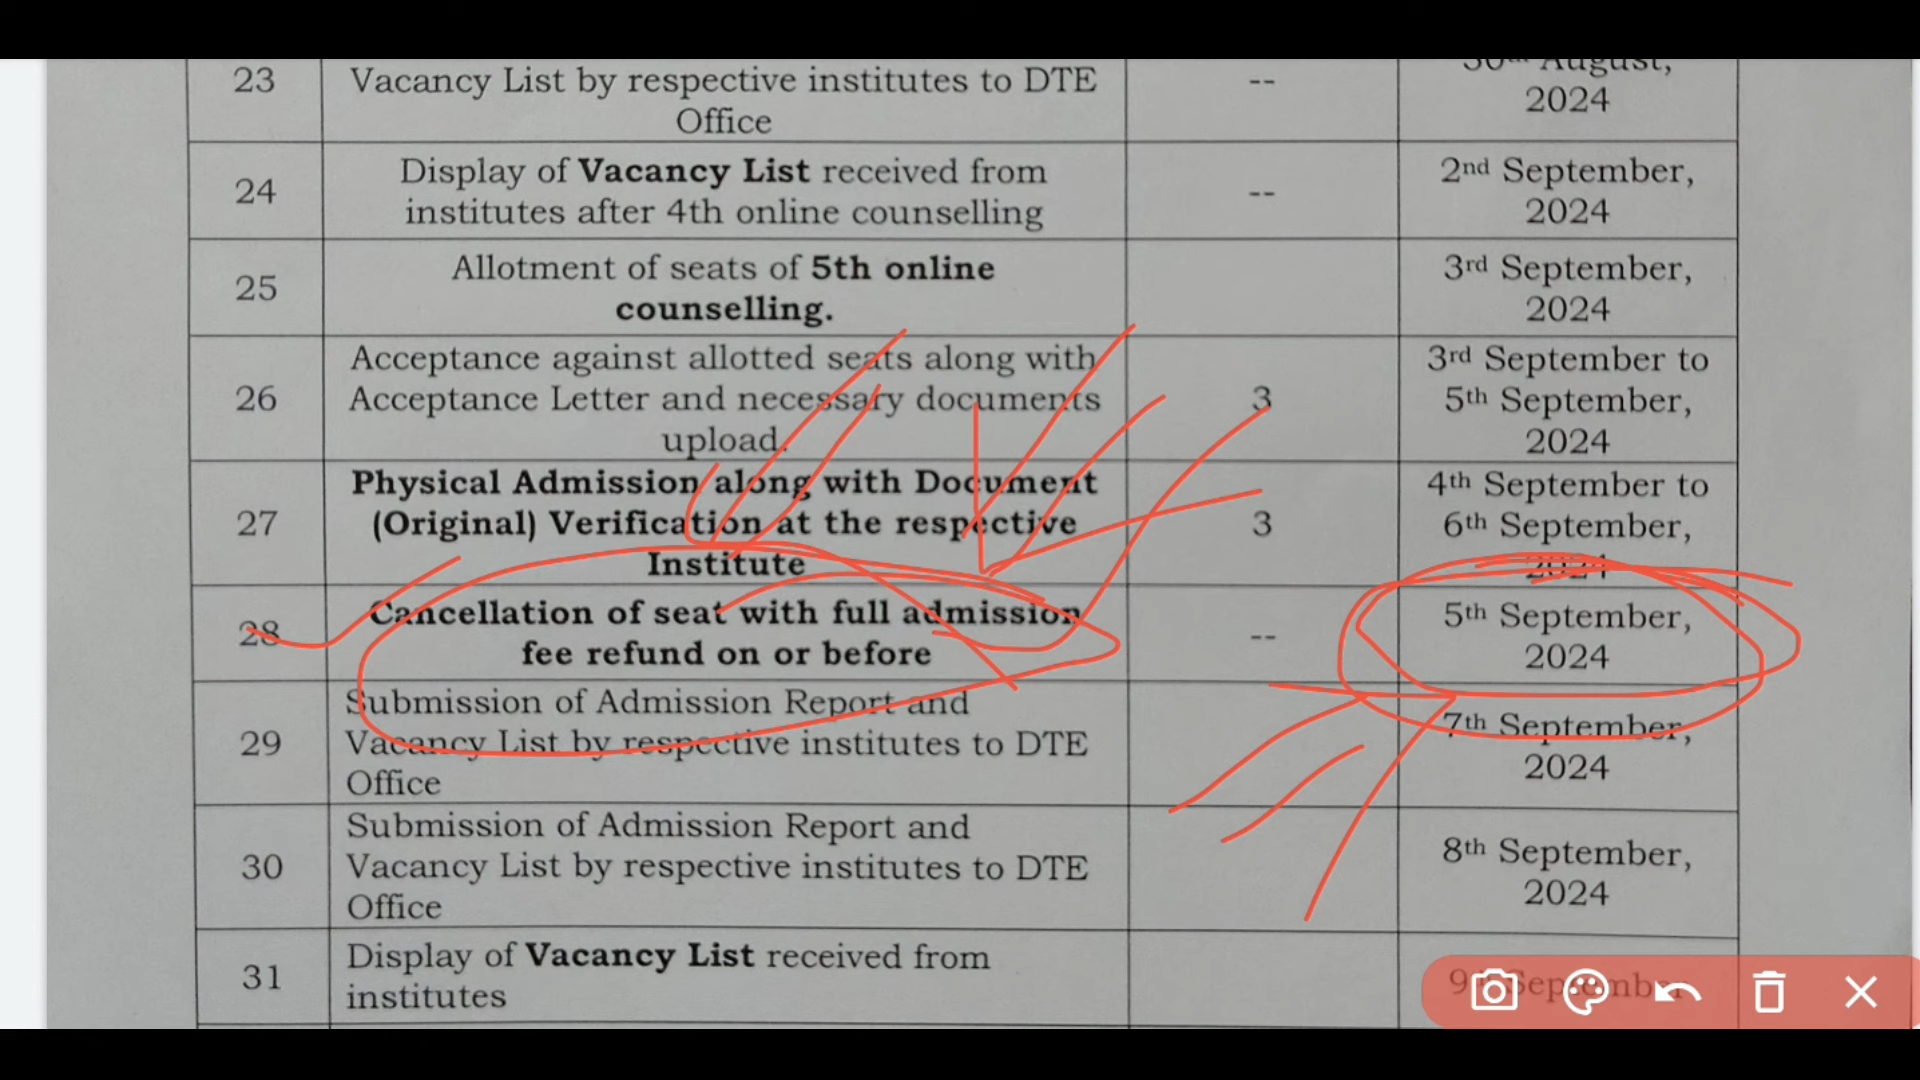 23
Vacancy List by respective institutes to DTE
Office
--
30th August,
2024
24
Display of Vacancy List received from
institutes after 4th online counselling
--
2nd September,
2024
25
Allotment of seats of 5th online
counselling.
3rd September,
2024
26
Acceptance against allotted seats along with
Acceptance Letter and necessary documents
upload.
3
3rd September to
5th September,
2024
27
Physical Admission along with Document
(Original) Verification at the respective
Institute
3
4th September to
6th September,
2024
28
Cancellation of seat with full admission
fee refund on or before
--
5th September,
2024
29
Submission of Admission Report and
Vacancy List by respective institutes to DTE
Office
7th September,
2024
30
Submission of Admission Report and
Vacancy List by respective institutes to DTE
Office
8th September,
2024
31
Display of Vacancy List received from
institutes
September